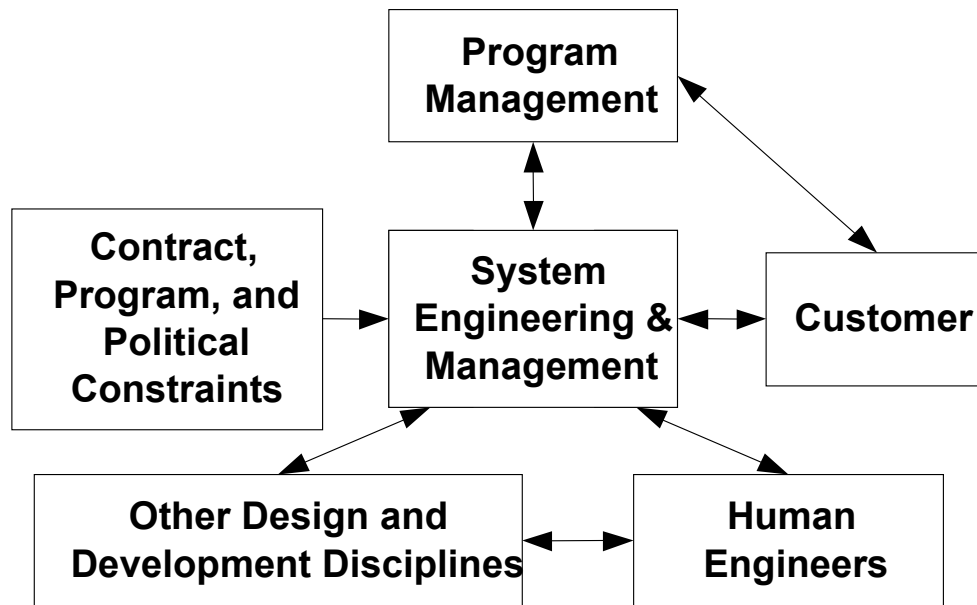 Program
Management
Contract,
Program, and
Political
Constraints
System
Engineering &
Management
Customer
Other Design and
Development Disciplines
Human
Engineers